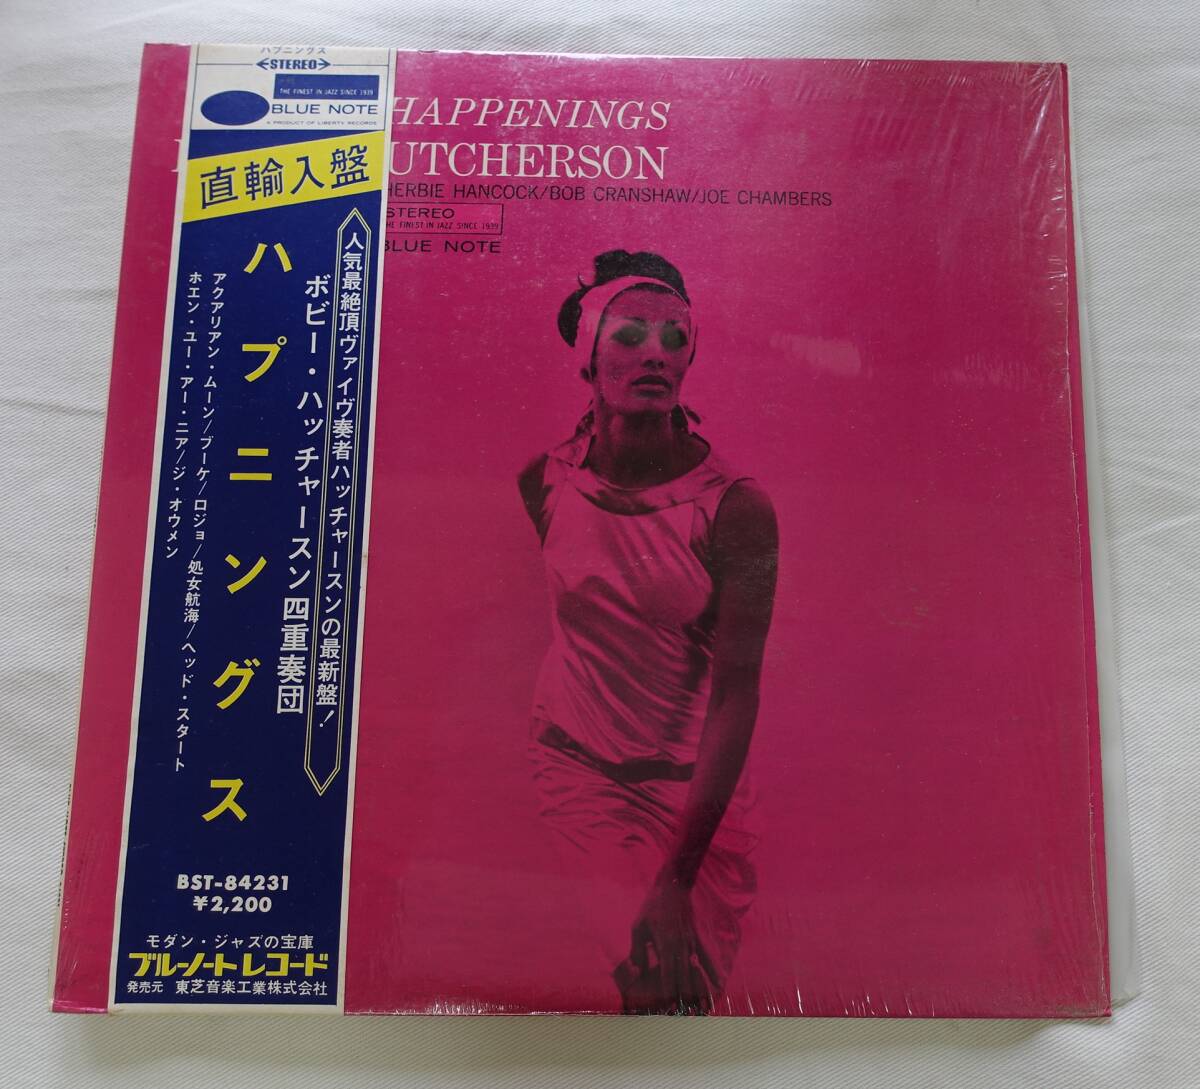 ハプニングス
STEREO
THE FINEST IN JAZZ SINCE 1939
BLUE NOTE
A PRODUCT OF LIBERTY RECORDS
直輸入盤
人気最絶頂ヴァイヴ奏者ハッチャースンの最新盤!
ボビー・ハッチャースン四重奏団
ハプニングス
アクアリアン・ムーン/ブーケ/ロジョ/処女航海/ヘッド・スタート
ホエン・ユー・アー・ニア/ジ・オウメン
BST-84231
¥2,200
モダン・ジャズの宝庫
ブルーノートレコード
発売元 東芝音楽工業株式会社
HAPPENINGS
UTCHERSON
HERBIE HANCOCK/BOB CRANSHAW/JOE CHAMBERS
STEREO
THE FINEST IN JAZZ SINCE 1939
BLUE NOTE